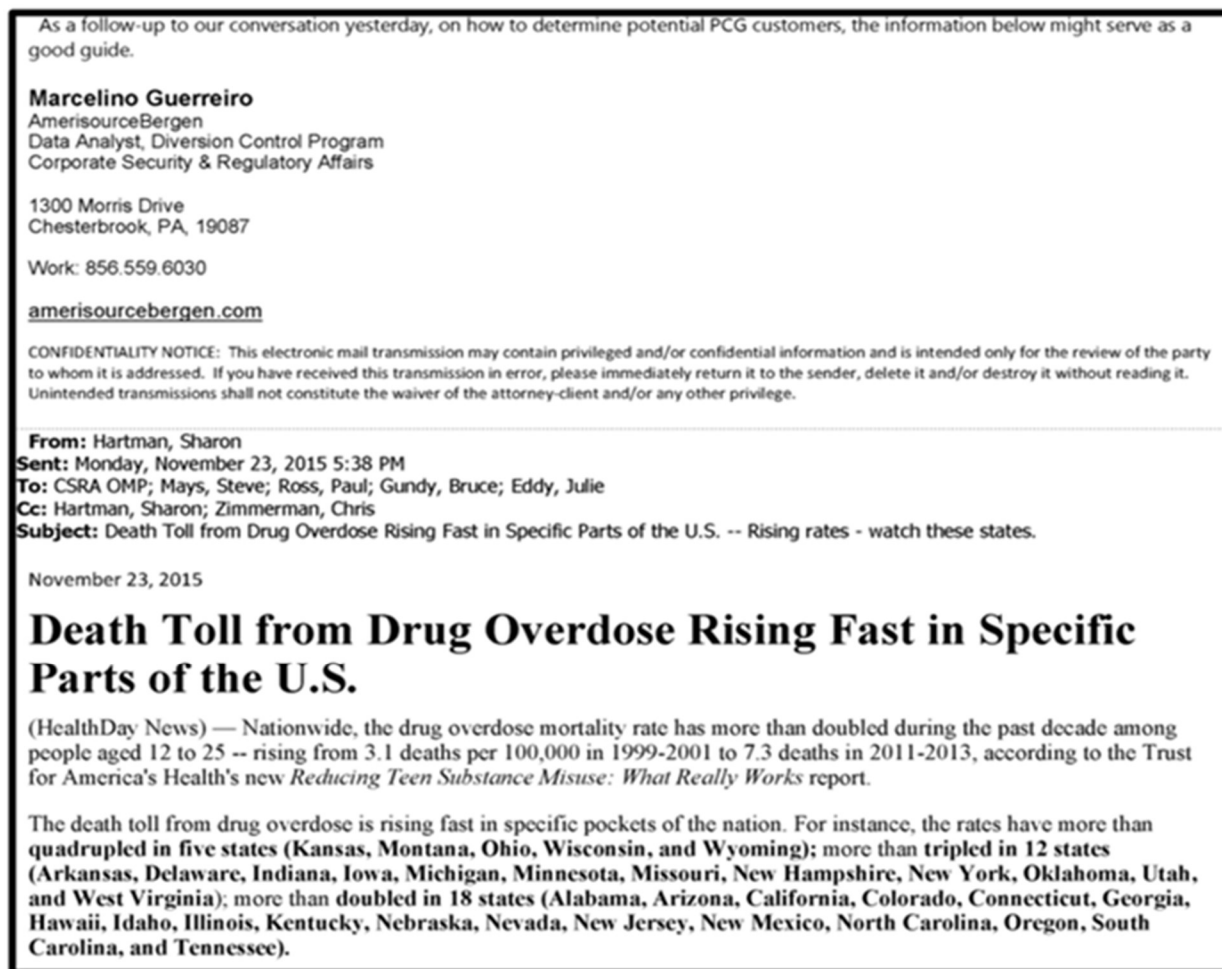 As a follow-up to our conversation yesterday, on how to determine potential PCG customers, the information below might serve as a
good guide.
Marcelino Guerreiro
AmerisourceBergen
Data Analyst, Diversion Control Program
Corporate Security & Regulatory Affairs
1300 Morris Drive
Chesterbrook, PA, 19087
Work: 856.559.6030
amerisourcebergen.com
CONFIDENTIALITY NOTICE: This electronic mail transmission may contain privileged and/or confidential information and is intended only for the review of the party
to whom it is addressed. If you have received this transmission in error, please immediately return it to the sender, delete it and/or destroy it without reading it.
Unintended transmissions shall not constitute the waiver of the attorney-client and/or any other privilege.
From: Hartman, Sharon
Sent: Monday, November 23, 2015 5:38 PM
To: CSRA OMP; Mays, Steve; Ross, Paul; Gundy, Bruce; Eddy, Julie
Cc: Hartman, Sharon; Zimmerman, Chris
Subject: Death Toll from Drug Overdose Rising Fast in Specific Parts of the U.S. -- Rising rates - watch these states.
November 23, 2015
Death Toll from Drug Overdose Rising Fast in Specific
Parts of the U.S.
(HealthDay News) — Nationwide, the drug overdose mortality rate has more than doubled during the past decade among
people aged 12 to 25 -- rising from 3.1 deaths per 100,000 in 1999-2001 to 7.3 deaths in 2011-2013, according to the Trust
for America's Health's new Reducing Teen Substance Misuse: What Really Works report.
The death toll from drug overdose is rising fast in specific pockets of the nation. For instance, the rates have more than
quadrupled in five states (Kansas, Montana, Ohio, Wisconsin, and Wyoming); more than tripled in 12 states
(Arkansas, Delaware, Indiana, Iowa, Michigan, Minnesota, Missouri, New Hampshire, New York, Oklahoma, Utah,
and West Virginia); more than doubled in 18 states (Alabama, Arizona, California, Colorado, Connecticut, Georgia,
Hawaii, Idaho, Illinois, Kentucky, Nebraska, Nevada, New Jersey, New Mexico, North Carolina, Oregon, South
Carolina, and Tennessee).